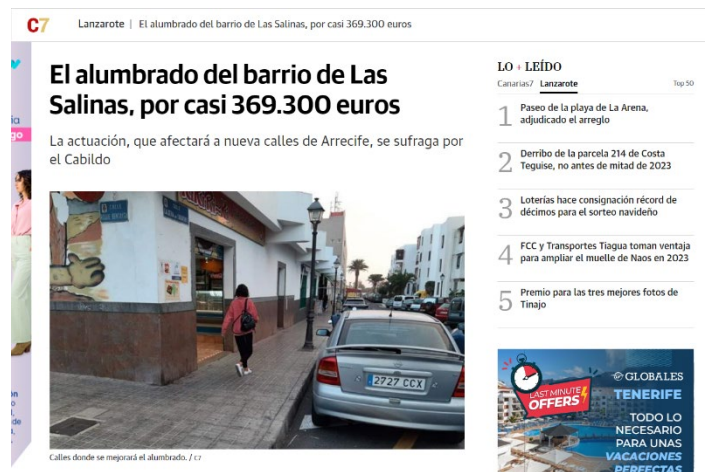 C7
Lanzarote | El alumbrado del barrio de Las Salinas, por casi 369.300 euros
El alumbrado del barrio de Las
Salinas, por casi 369.300 euros
La actuación, que afectará a nueva calles de Arrecife, se sufraga por
el Cabildo
2727 CCX
Calles donde se mejorará el alumbrado. / C7
LO + LEÍDO
Canarias7 Lanzarote Top 50
1 Paseo de la playa de La Arena,
adjudicado el arreglo
2 Derribo de la parcela 214 de Costa
Teguise, no antes de mitad de 2023
3 Loterías hace consignación récord de
décimos para el sorteo navideño
4 FCC y Transportes Tiagua toman ventaja
para ampliar el muelle de Naos en 2023
5 Premio para las tres mejores fotos de
Tinajo
LAST MINUTE
OFFERS
GLOBALES
TENERIFE
TODO LO
NECESARIO
PARA UNAS
VACACIONES
PERFECTAS